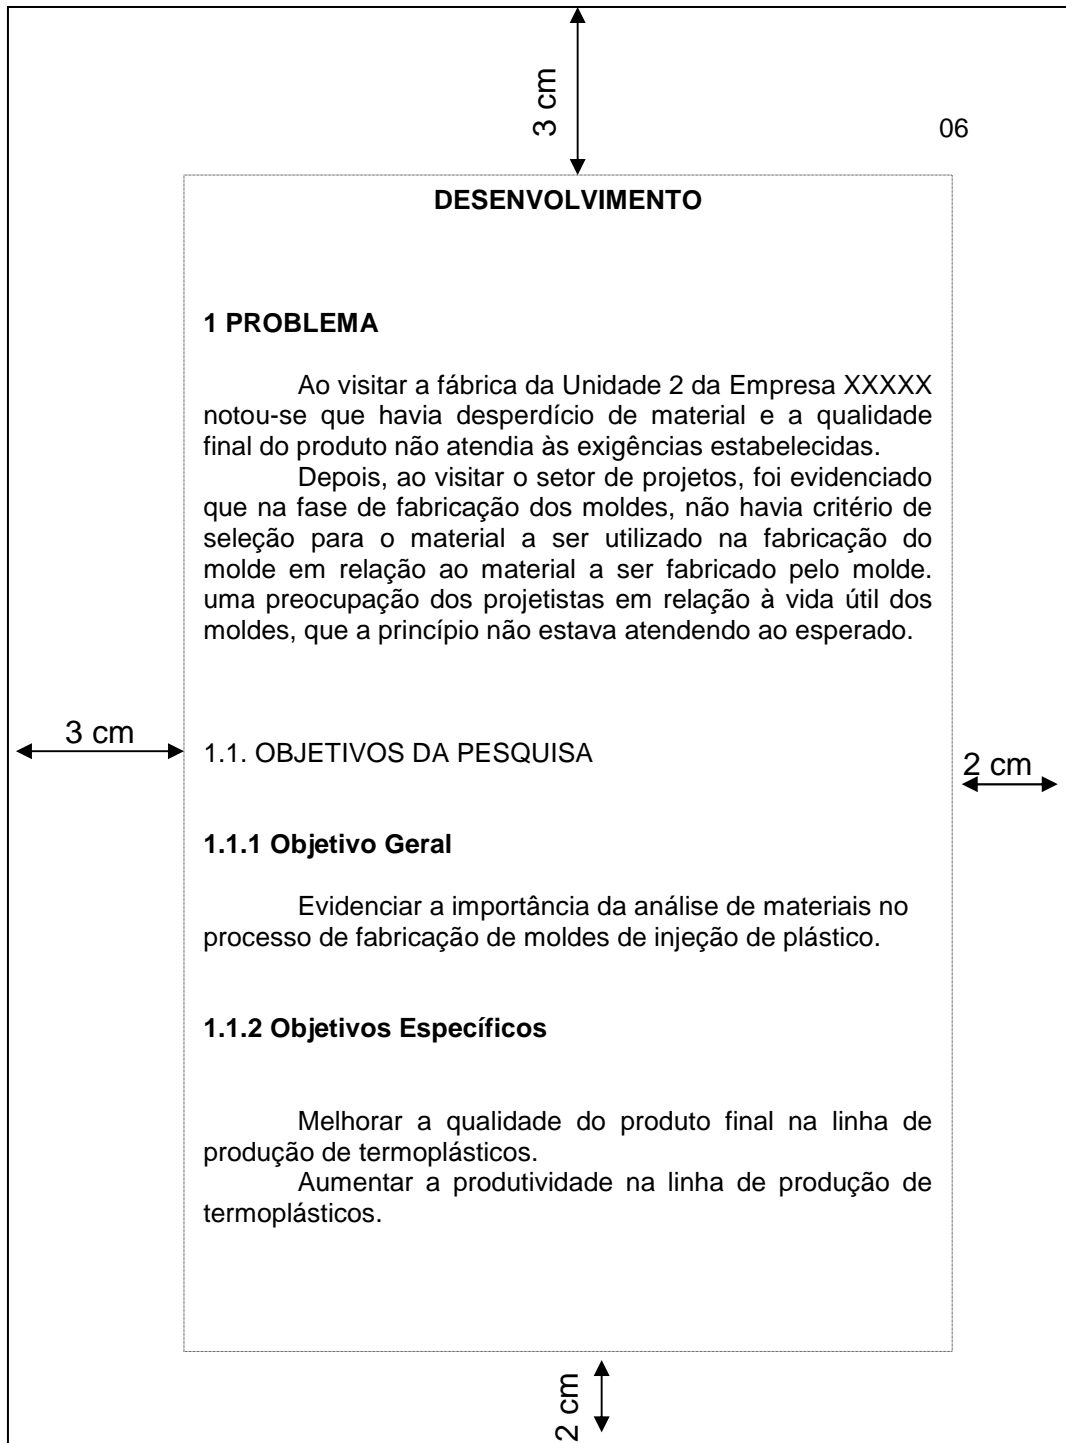 3 cm
06
DESENVOLVIMENTO
1 PROBLEMA
Ao visitar a fábrica da Unidade 2 da Empresa XXXXX
notou-se que havia desperdício de material e a qualidade
final do produto não atendia às exigências estabelecidas.
Depois, ao visitar o setor de projetos, foi evidenciado
que na fase de fabricação dos moldes, não havia critério de
seleção para o material a ser utilizado na fabricação do
molde em relação ao material a ser fabricado pelo molde.
uma preocupação dos projetistas em relação à vida útil dos
moldes, que a princípio não estava atendendo ao esperado.
3 cm
1.1. OBJETIVOS DA PESQUISA
2 cm
1.1.1 Objetivo Geral
Evidenciar a importância da análise de materiais no
processo de fabricação de moldes de injeção de plástico.
1.1.2 Objetivos Específicos
Melhorar a qualidade do produto final na linha de
produção de termoplásticos.
Aumentar a produtividade na linha de produção de
termoplásticos.
2 cm